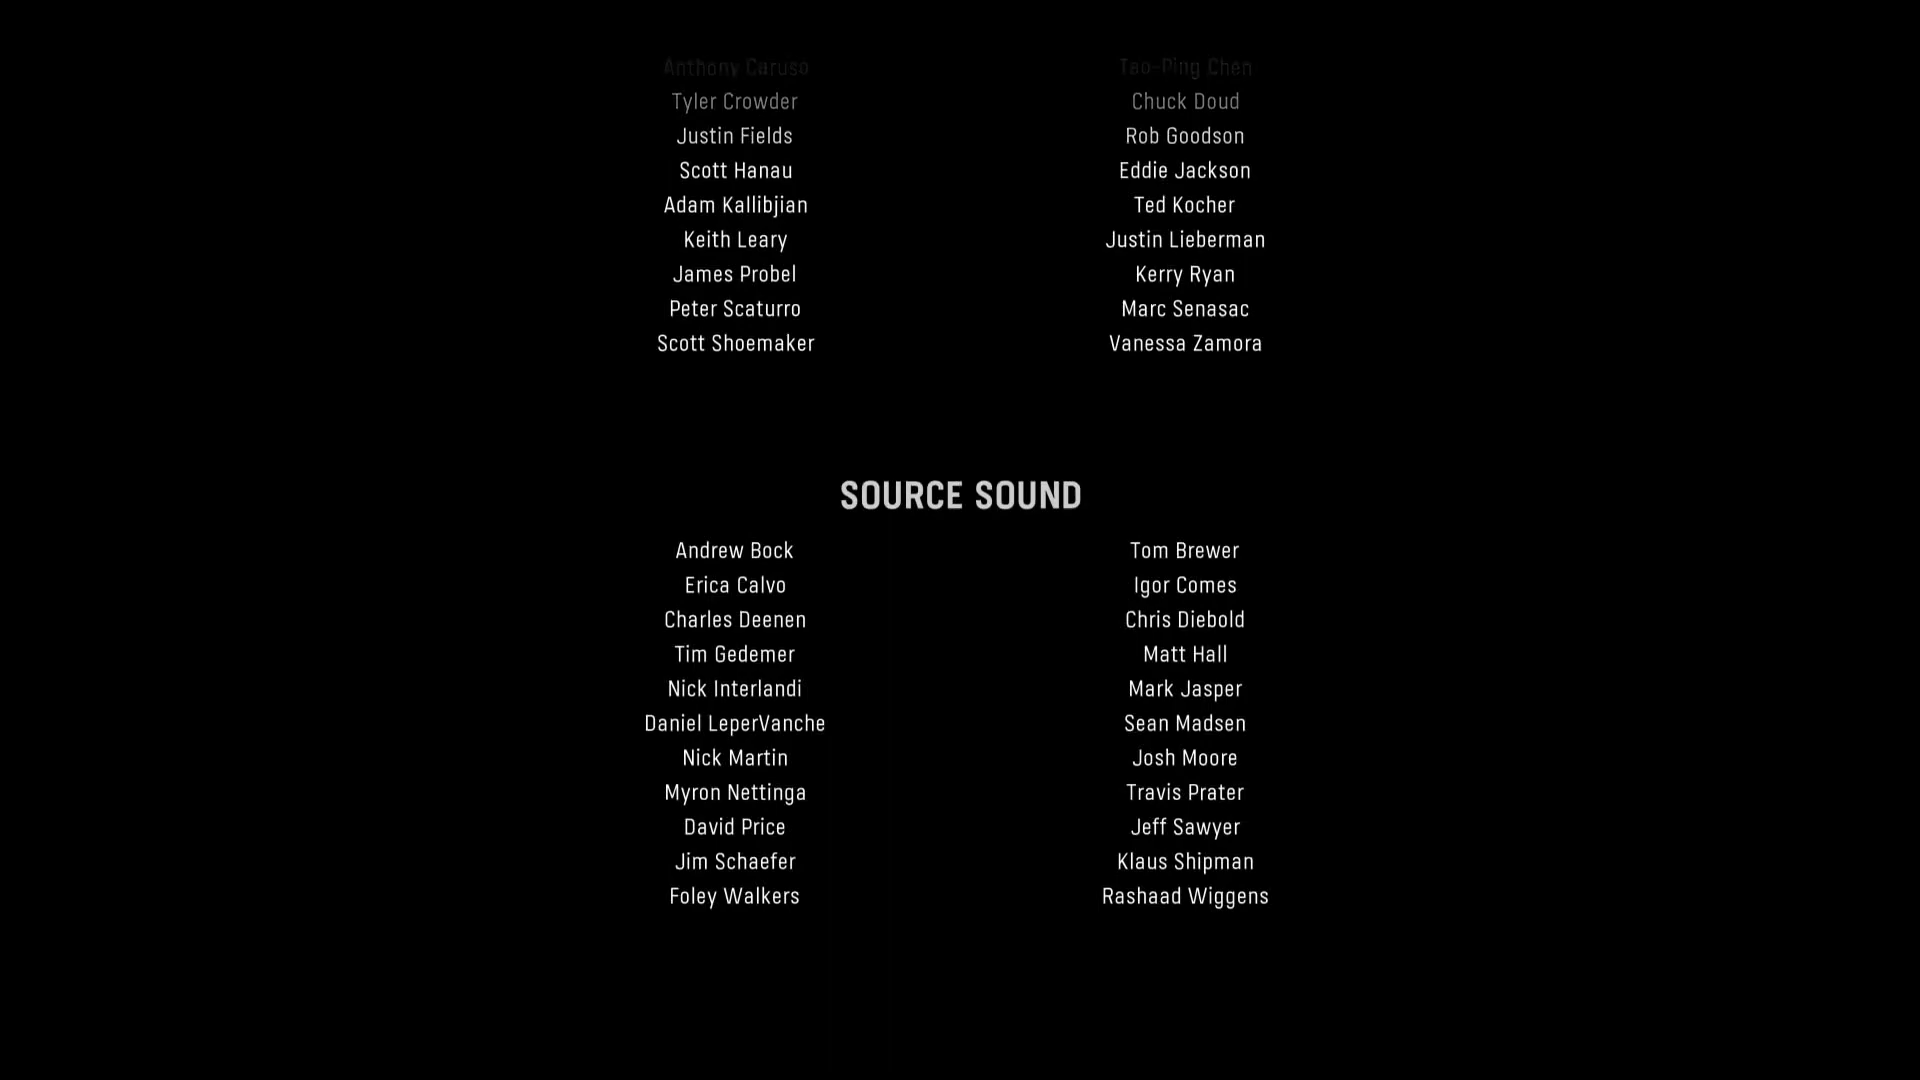 Anthony Caruso Tao-Ping Chen
Tyler Crowder Chuck Doud
Justin Fields Rob Goodson
Scott Hanau Eddie Jackson
Adam Kallibjian Ted Kocher
Keith Leary Justin Lieberman
James Probel Kerry Ryan
Peter Scaturro Marc Senasac
Scott Shoemaker Vanessa Zamora
SOURCE SOUND
Andrew Bock Tom Brewer
Erica Calvo Igor Comes
Charles Deenen Chris Diebold
Tim Gedemer Matt Hall
Nick Interlandi Mark Jasper
Daniel LeperVanche Sean Madsen
Nick Martin Josh Moore
Myron Nettinga Travis Prater
David Price Jeff Sawyer
Jim Schaefer Klaus Shipman
Foley Walkers Rashaad Wiggens